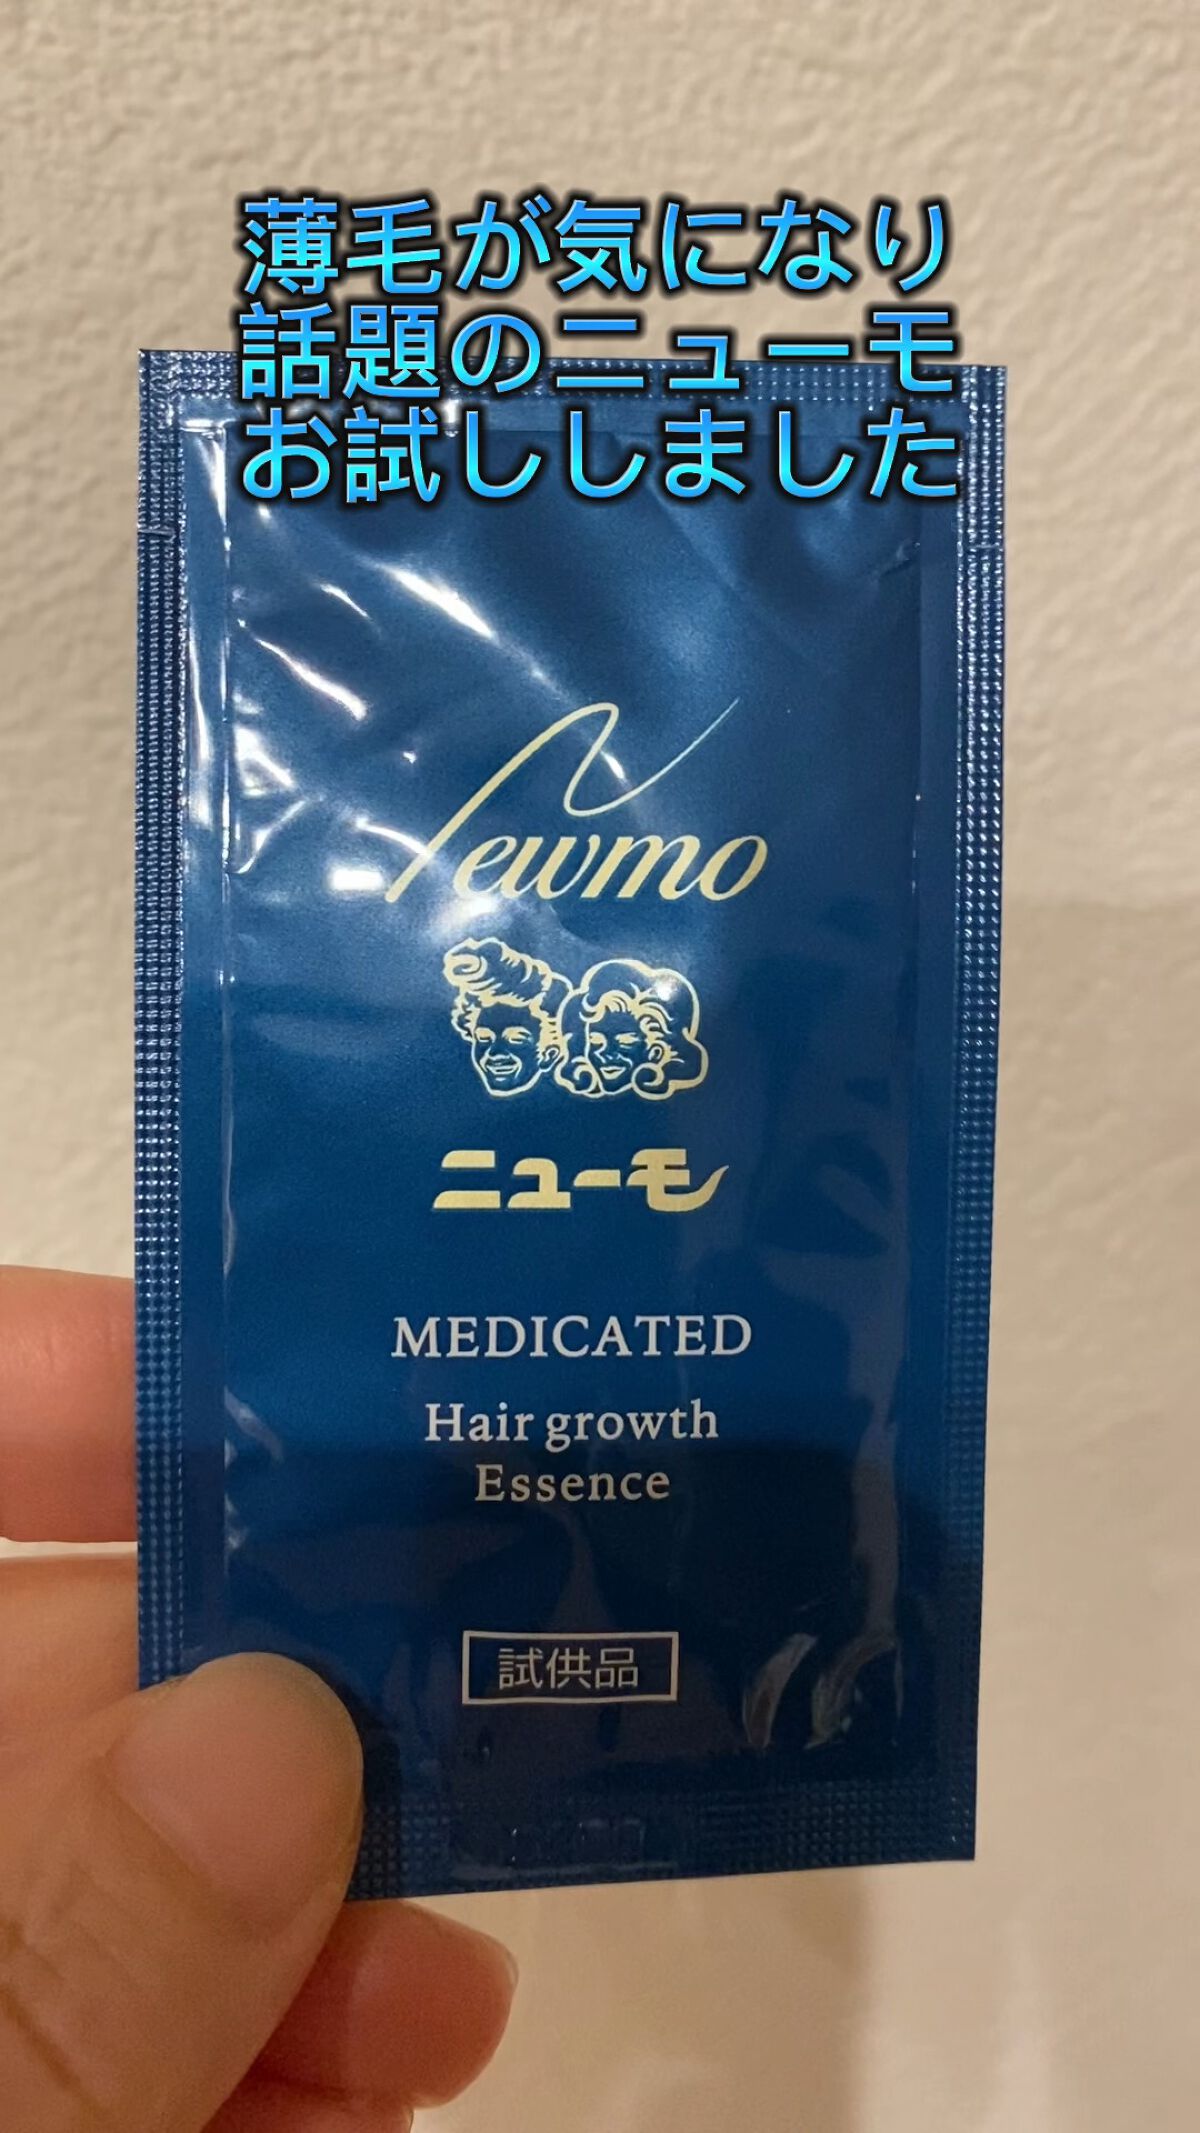 薄毛が気になり
話題のニューモ
お試ししました
Newmo
ニューモ
MEDICATED
Hair growth
Essence
試供品